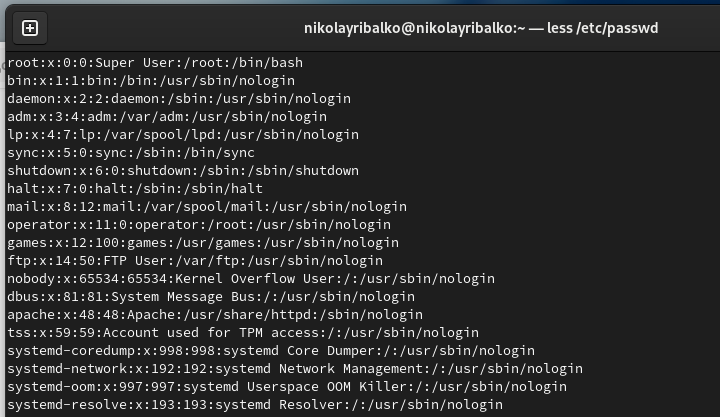 nikolayribalko@nikolayribalko:~ — less /etc/passwd
root:x:0:0:Super User:/root:/bin/bash
bin:x:1:1:bin:/bin:/usr/sbin/nologin
daemon:x:2:2:daemon:/sbin:/usr/sbin/nologin
adm:x:3:4:adm:/var/adm:/usr/sbin/nologin
lp:x:4:7:lp:/var/spool/lpd:/usr/sbin/nologin
sync:x:5:0:sync:/sbin:/bin/sync
shutdown:x:6:0:shutdown:/sbin:/sbin/shutdown
halt:x:7:0:halt:/sbin:/sbin/halt
mail:x:8:12:mail:/var/spool/mail:/usr/sbin/nologin
operator:x:11:0:operator:/root:/usr/sbin/nologin
games:x:12:100:games:/usr/games:/usr/sbin/nologin
ftp:x:14:50:FTP User:/var/ftp:/usr/sbin/nologin
nobody:x:65534:65534:Kernel Overflow User:/:/usr/sbin/nologin
dbus:x:81:81:System Message Bus:/:/usr/sbin/nologin
apache:x:48:48:Apache:/usr/share/httpd:/sbin/nologin
tss:x:59:59:Account used for TPM access:/:/usr/sbin/nologin
systemd-coredump:x:998:998:systemd Core Dumper:/:/usr/sbin/nologin
systemd-network:x:192:192:systemd Network Management:/:/usr/sbin/nologin
systemd-oom:x:997:997:systemd Userspace OOM Killer:/:/usr/sbin/nologin
systemd-resolve:x:193:193:systemd Resolver:/:/usr/sbin/nologin